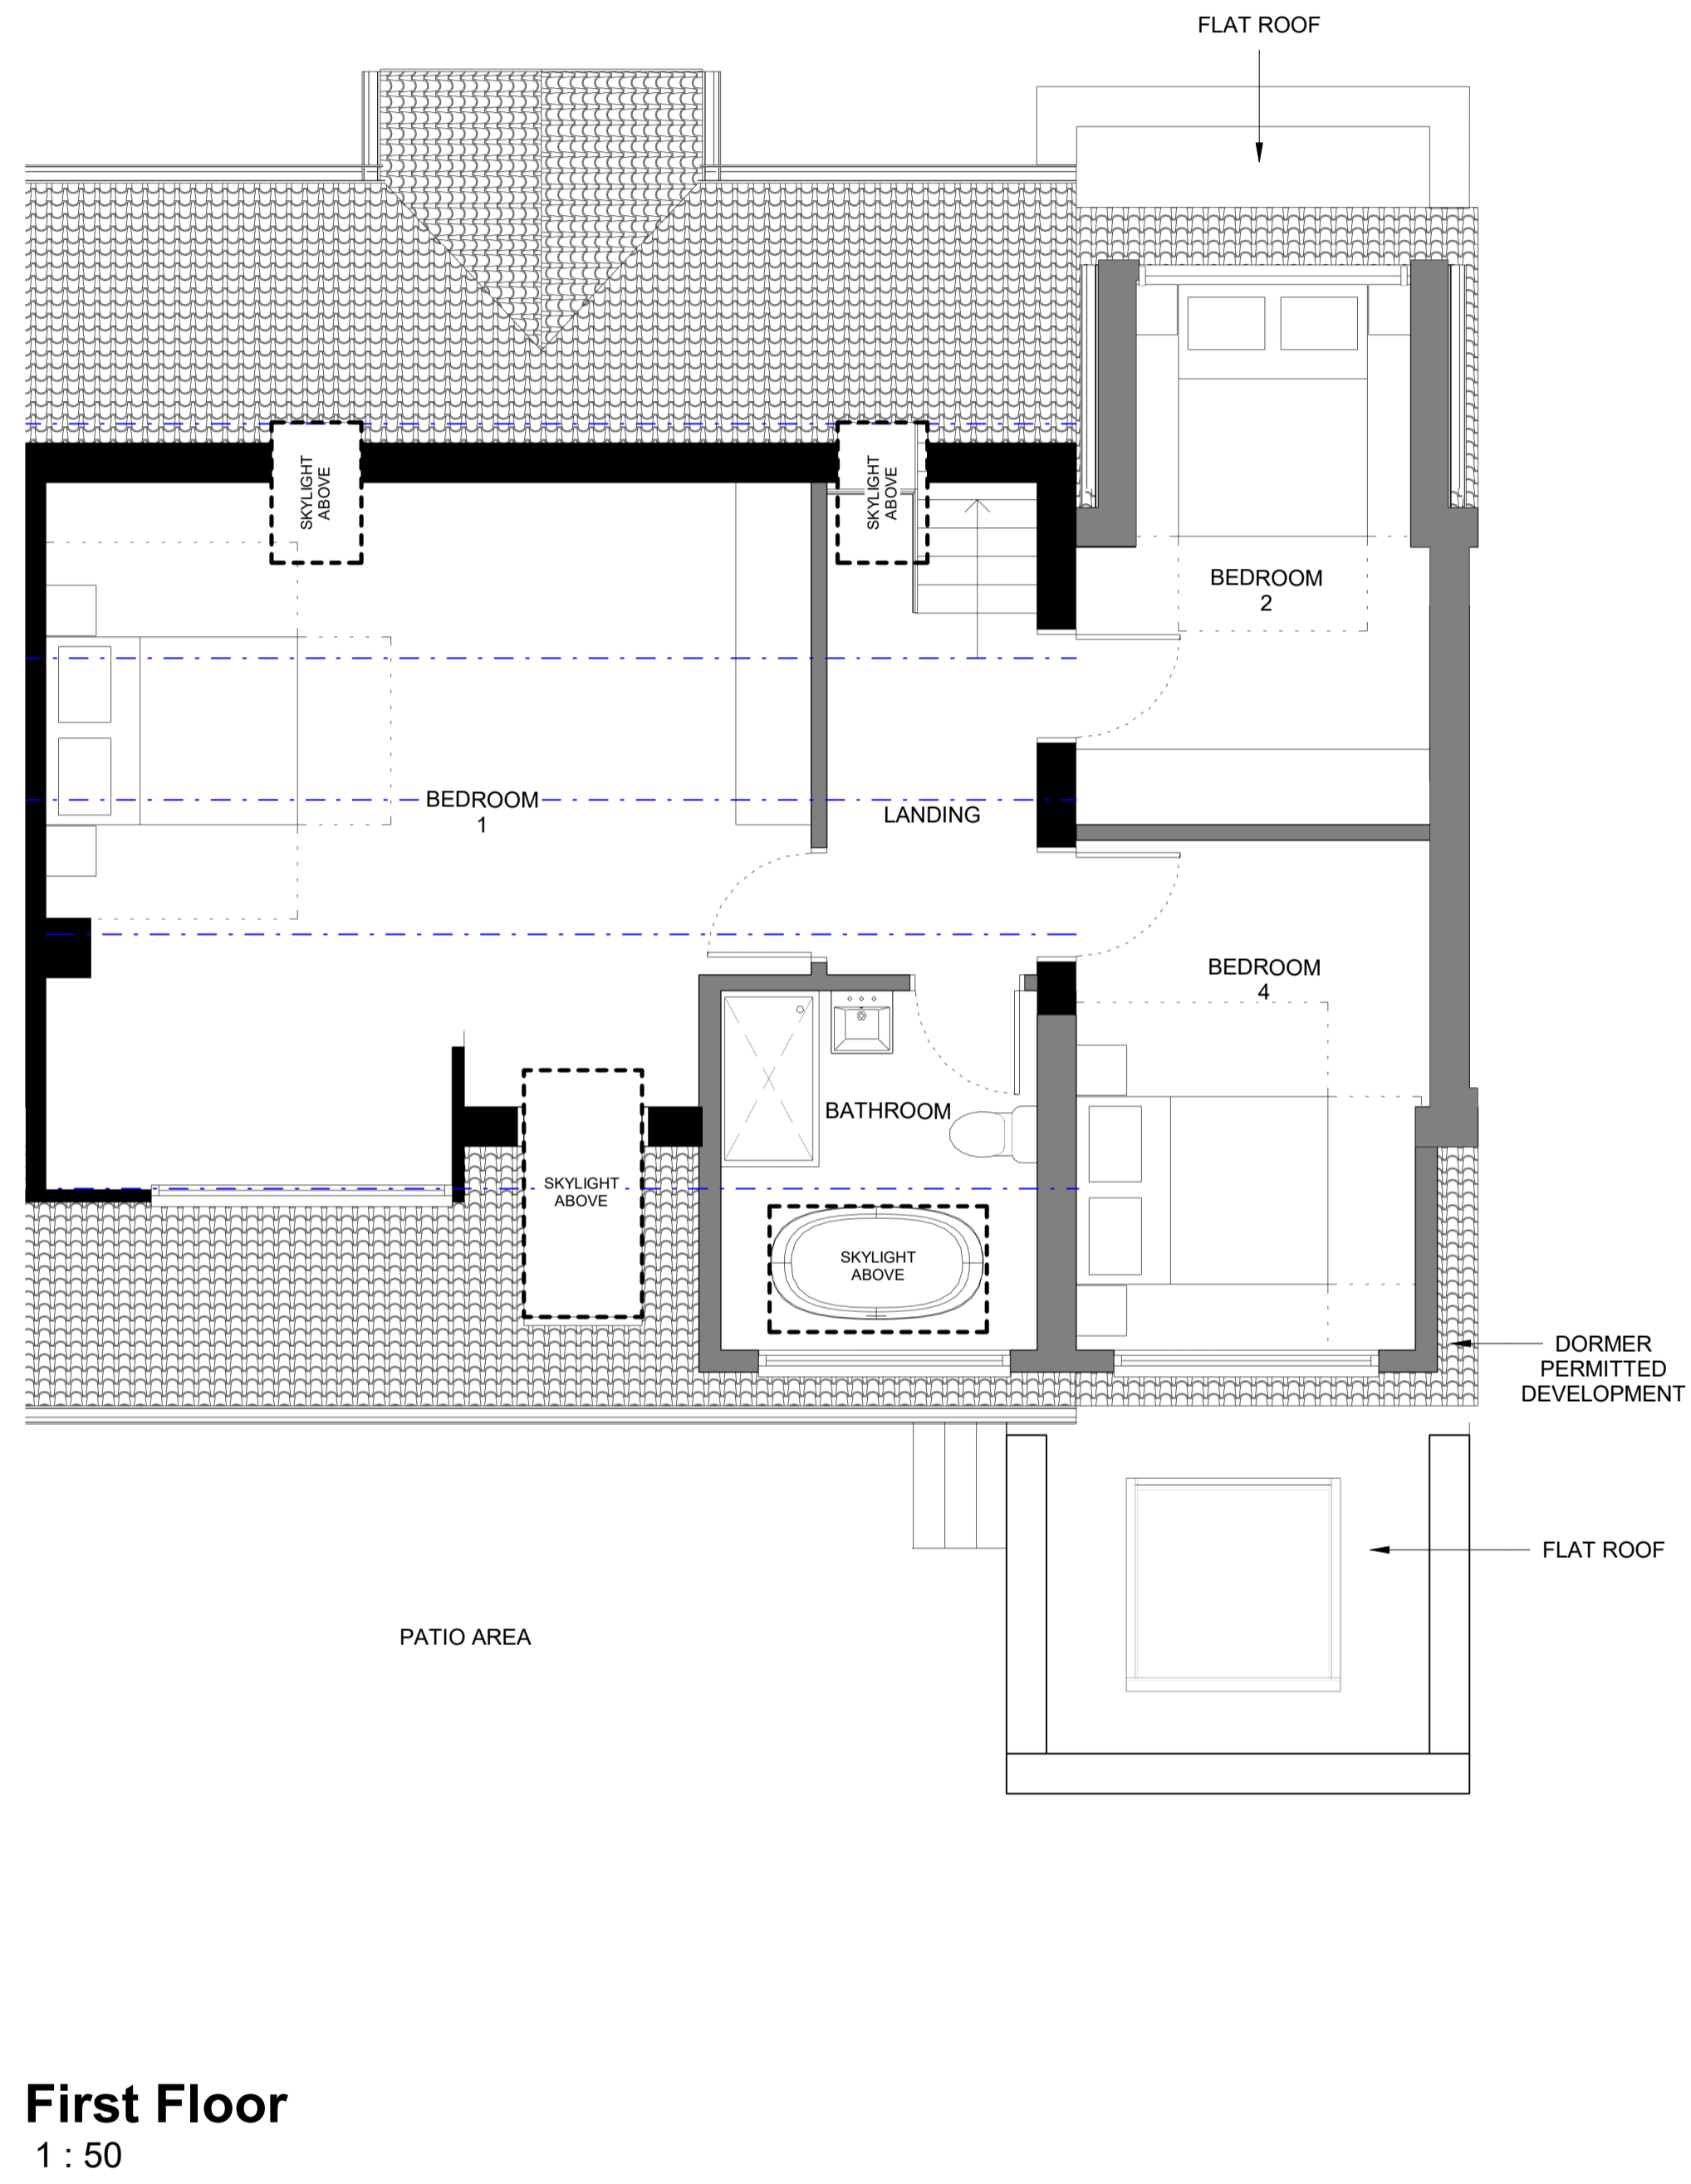 FLAT ROOF
SKYLIGHT
ABOVE
SKYLIGHT
ABOVE
BEDROOM
2
BEDROOM
1
LANDING
BEDROOM
4
BATHROOM
SKYLIGHT
ABOVE
SKYLIGHT
ABOVE
DORMER
PERMITTED
DEVELOPMENT
FLAT ROOF
PATIO AREA
First Floor
1 : 50